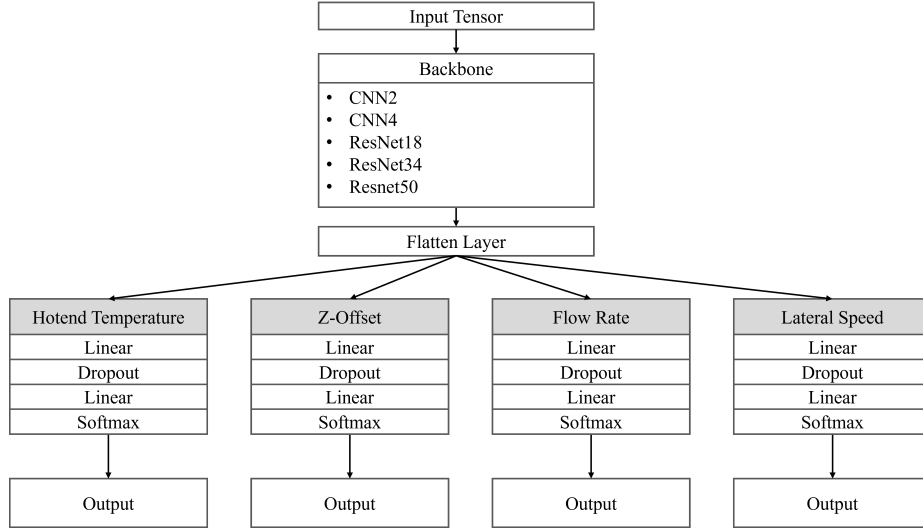 Input Tensor
Backbone
• CNN2
• CNN4
• ResNet18
• ResNet34
• Resnet50
Flatten Layer
Hotend Temperature
Linear
Dropout
Linear
Softmax
Output
Z-Offset
Linear
Dropout
Linear
Softmax
Output
Flow Rate
Linear
Dropout
Linear
Softmax
Output
Lateral Speed
Linear
Dropout
Linear
Softmax
Output